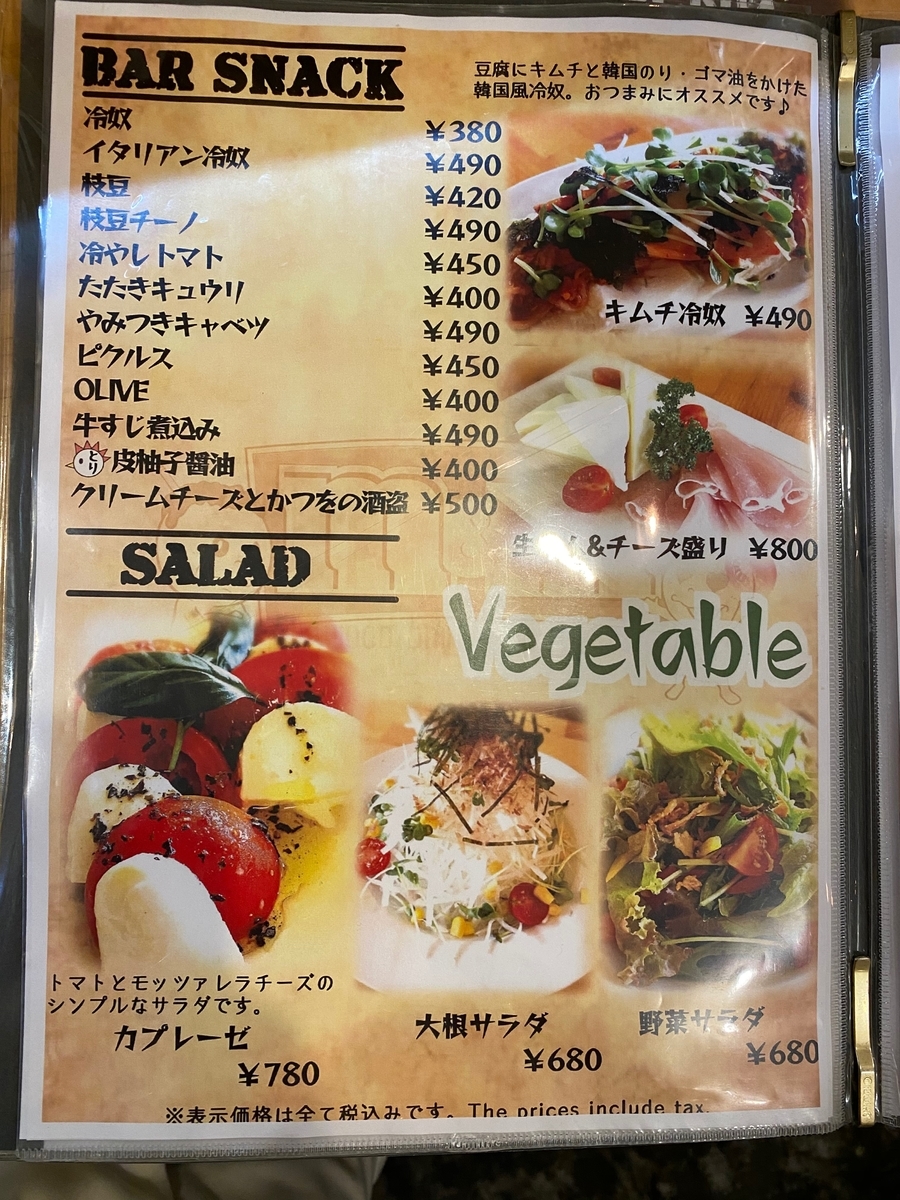 BAR SNACK
冷奴 ¥380
イタリアン冷奴 ¥490
枝豆 ¥420
枝豆チーノ ¥490
冷やしトマト ¥450
たたきキュウリ ¥400
やみつきキャベツ ¥490
ピクルス ¥450
OLIVE ¥400
牛すじ煮込み ¥490
とり皮柚子醤油 ¥400
クリームチーズとかつをの酒盗 ¥500
豆腐にキムチと韓国のり・ゴマ油をかけた
韓国風冷奴。おつまみにオススメです♪
キムチ冷奴 ¥490
生ハム&チーズ盛り ¥800
SALAD
Vegetable
トマトとモッツァレラチーズの
シンプルなサラダです。
カプレーゼ
¥780
大根サラダ
¥680
野菜サラダ
¥680
※表示価格は全て税込みです。The prices include tax.